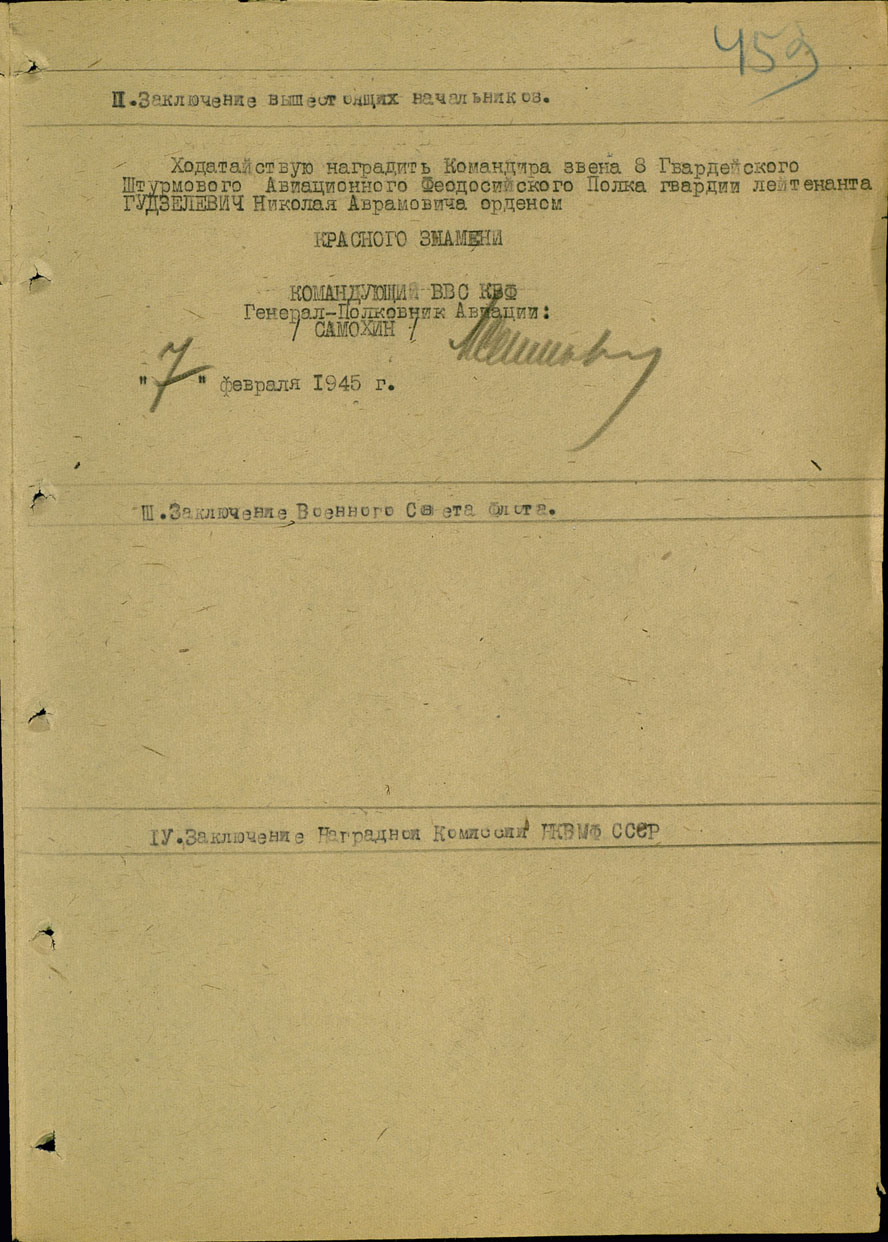 459
II.Заключение вышестоящих начальников.
Ходатайствую наградить Командира звена 8 Гвардейского
Штурмового Авиационного Феодосийского Полка гвардии лейтенанта
ГУДЗЕЛЕВИЧ Николая Аврамовича орденом
КРАСНОГО ЗНАМЕНИ
КОМАНДУЮЩИЙ ВВС КБФ
Генерал-Полковник Авиации:
/ САМОХИН /
"7" февраля 1945 г.
Ш.Заключение Военного Совета Флота.
IУ.Заключение Наградной Комиссии НКВМФ СССР